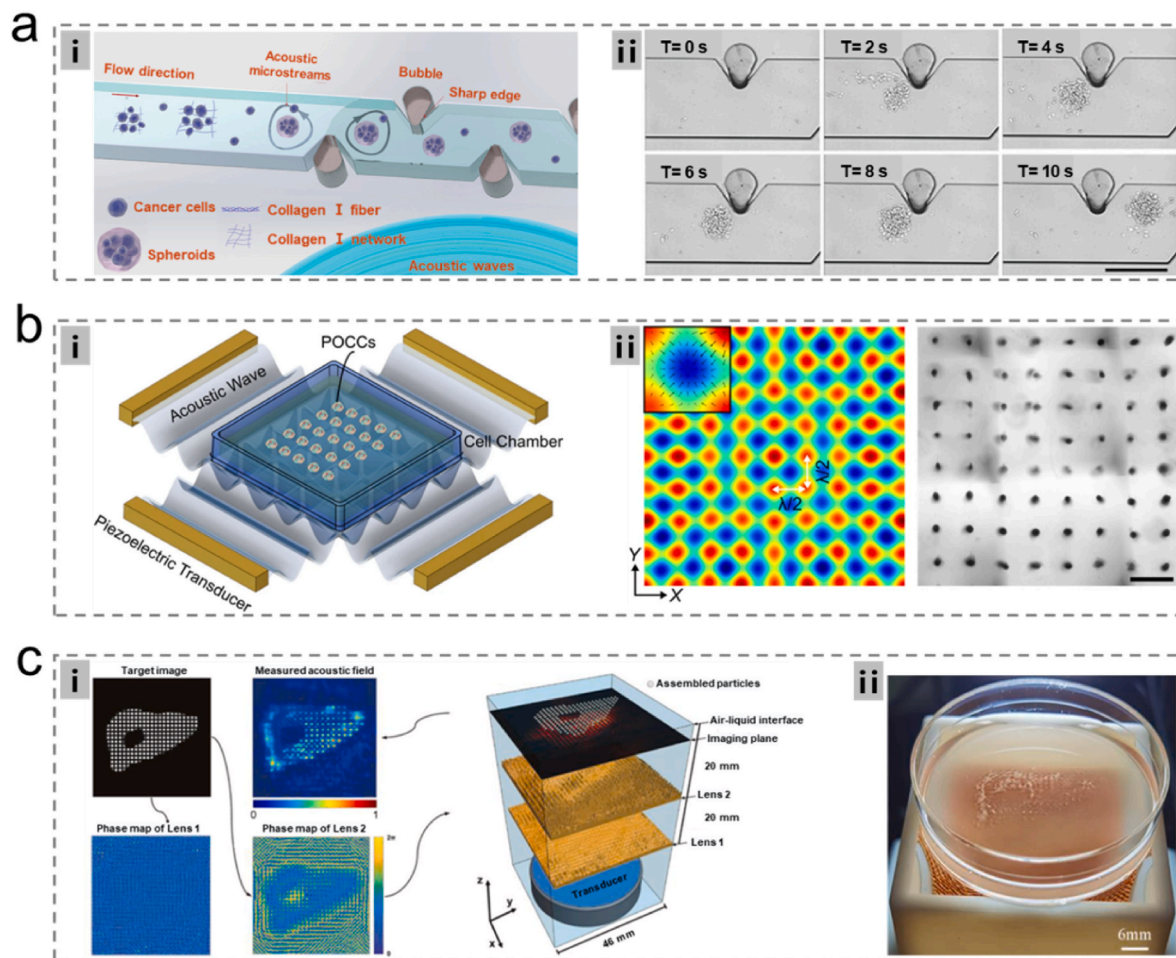 a
i
Flow direction
Acoustic
microstreams
Bubble
Sharp edge
Cancer cells
Collagen I fiber
Collagen I network
Spheroids
Acoustic waves
ii
T= 0 s
T= 2 s
T= 4 s
T= 6 s
T= 8 s
T= 10 s
b
i
POCCs
Acoustic Wave
Cell Chamber
Piezoelectric Transducer
ii
λ/2
λ/2
Y
X
c
i
Target image
Measured acoustic field
0
1
Phase map of Lens 1
Phase map of Lens 2
2π
0
Assembled particles
Air-liquid interface
Imaging plane
20 mm
Lens 2
20 mm
Lens 1
Transducer
z
y
x
46 mm
ii
6mm